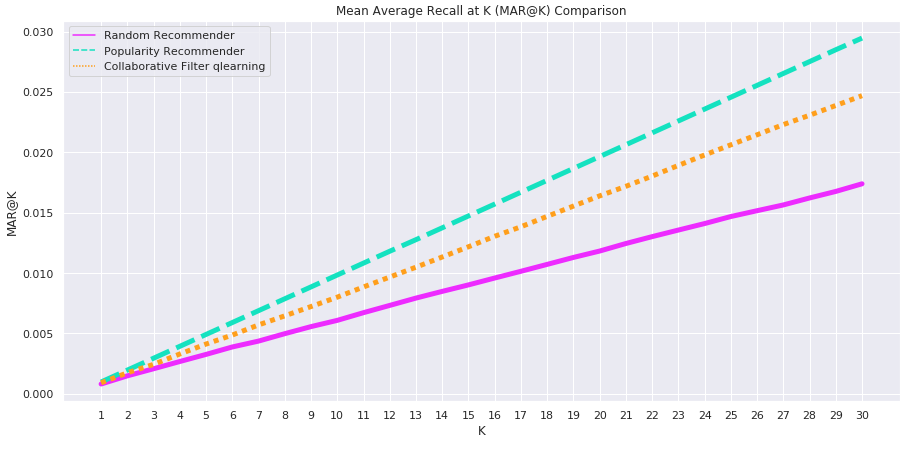 Mean Average Recall at K (MAR@K) Comparison
Random Recommender
Popularity Recommender
Collaborative Filter qlearning
0.030
0.025
0.020
0.015
0.010
0.005
0.000
MAR@K
1 2 3 4 5 6 7 8 9 10 11 12 13 14 15 16 17 18 19 20 21 22 23 24 25 26 27 28 29 30
K